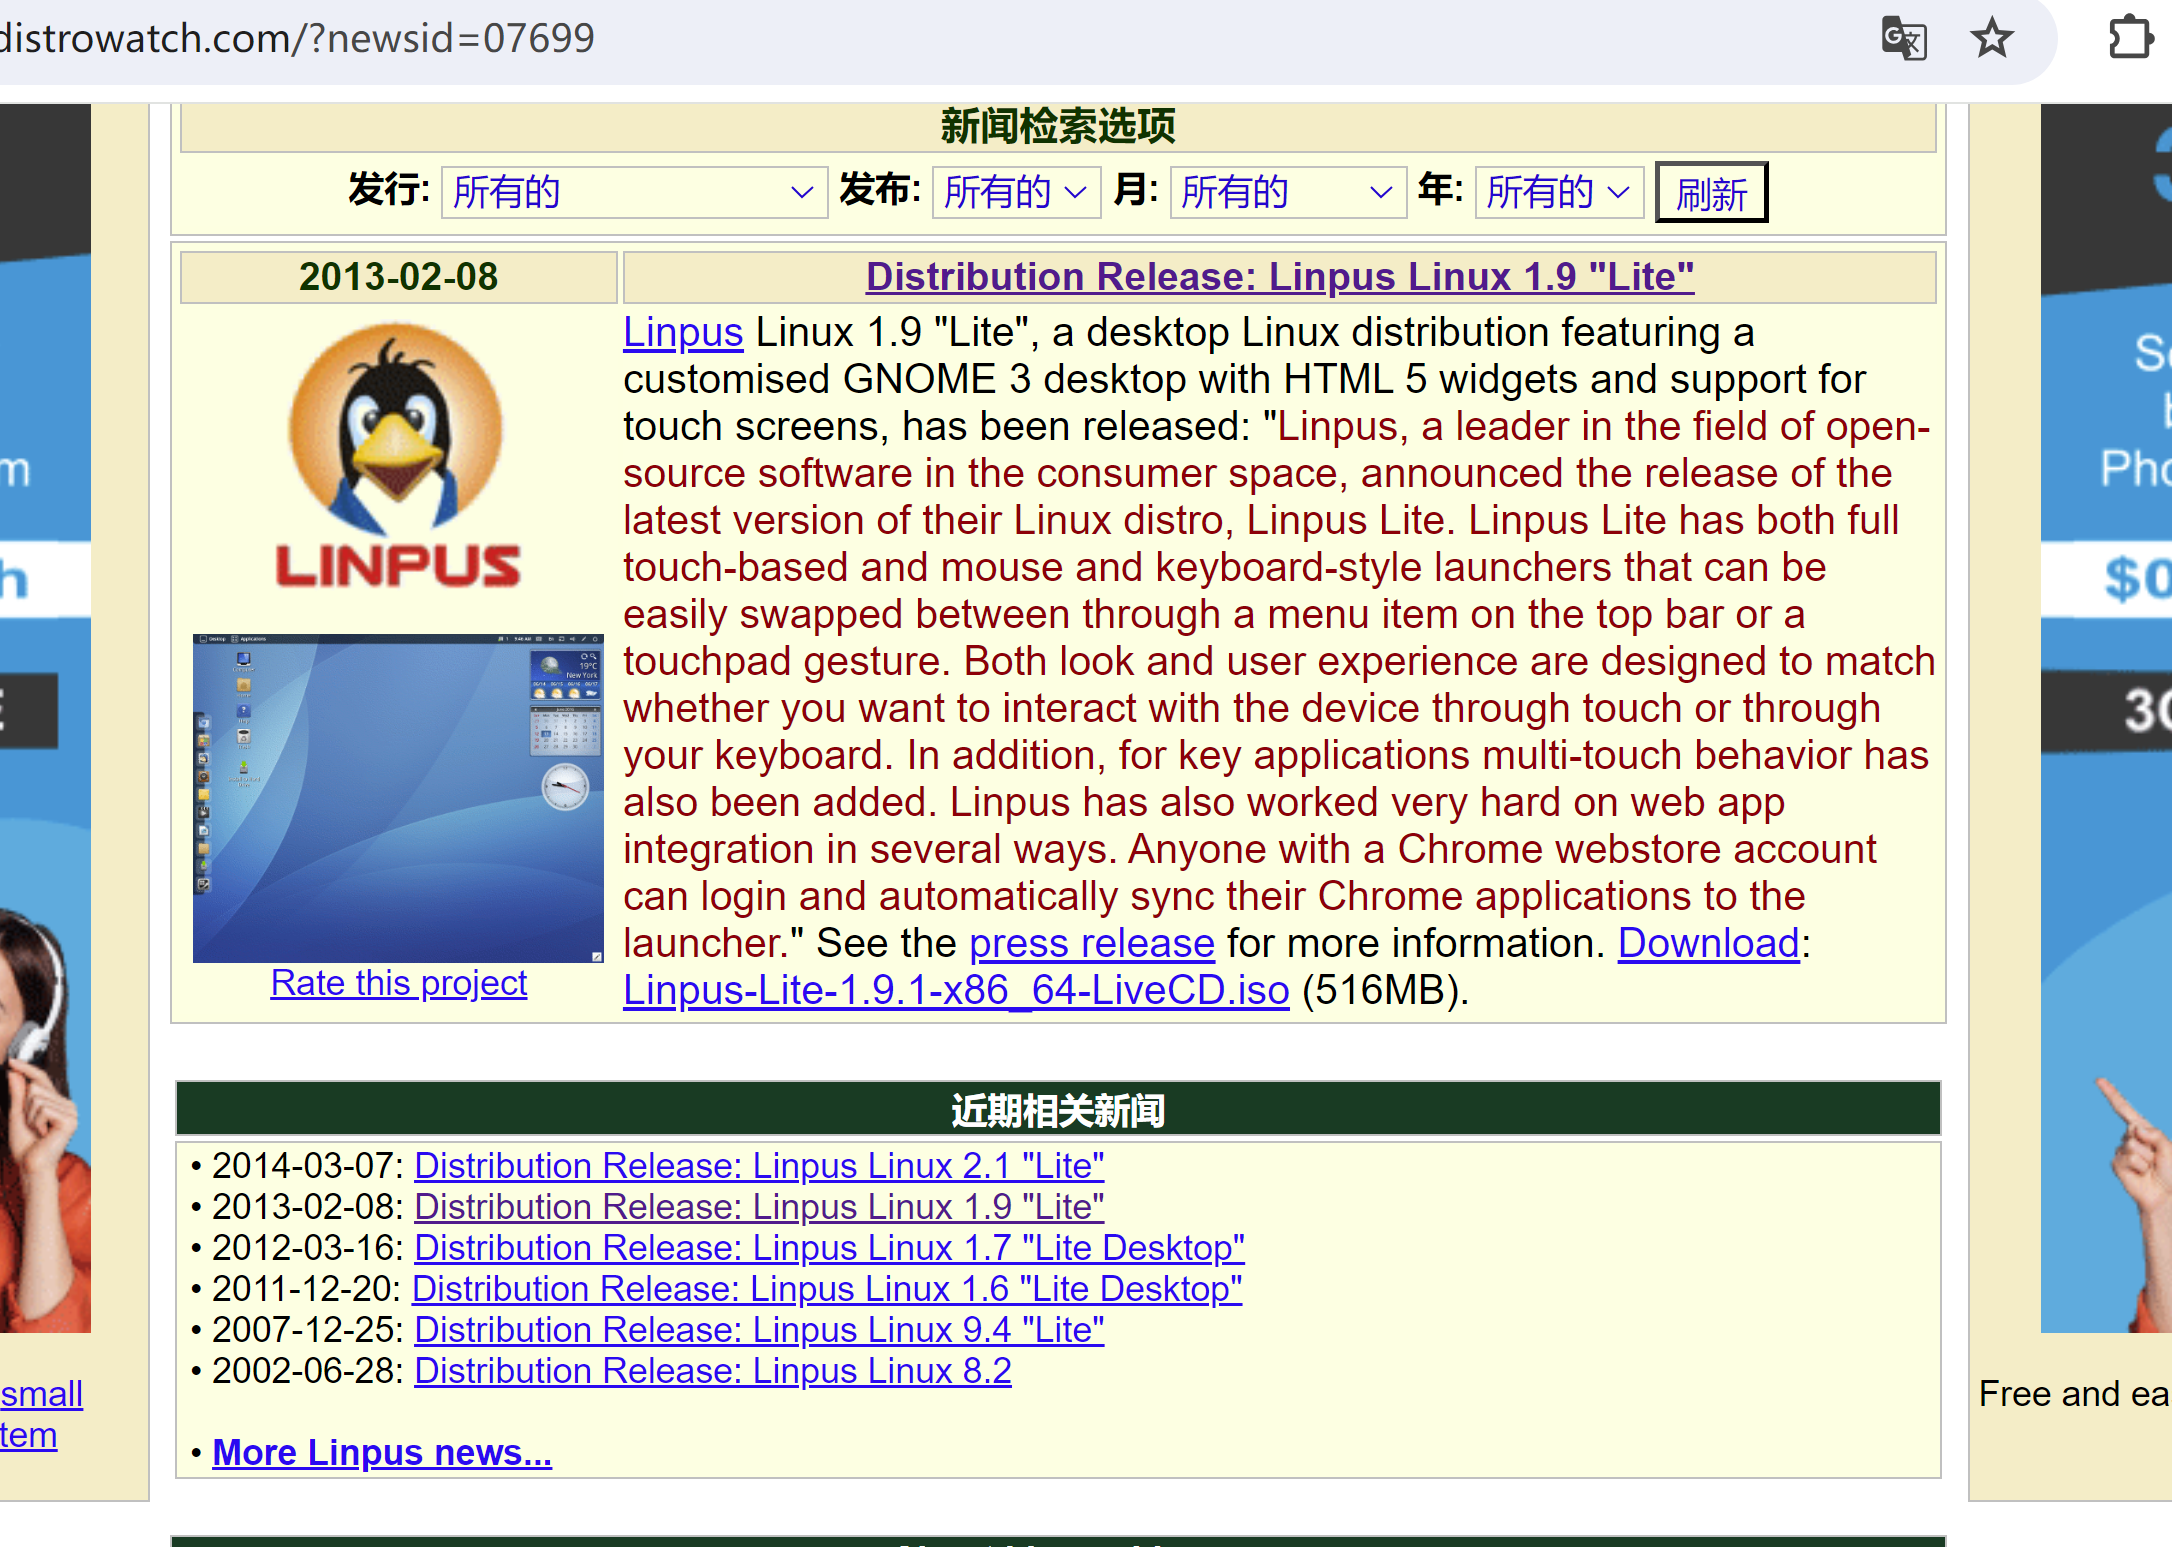 distrowatch.com/?newsid=07699
新闻检索选项
发行: 所有的 发布: 所有的 月: 所有的 年: 所有的 刷新
2013-02-08
Distribution Release: Linpus Linux 1.9 "Lite"
LINPUS
Rate this project
Linpus Linux 1.9 "Lite", a desktop Linux distribution featuring a
customised GNOME 3 desktop with HTML 5 widgets and support for
touch screens, has been released: "Linpus, a leader in the field of open-
source software in the consumer space, announced the release of the
latest version of their Linux distro, Linpus Lite. Linpus Lite has both full
touch-based and mouse and keyboard-style launchers that can be
easily swapped between through a menu item on the top bar or a
touchpad gesture. Both look and user experience are designed to match
whether you want to interact with the device through touch or through
your keyboard. In addition, for key applications multi-touch behavior has
also been added. Linpus has also worked very hard on web app
integration in several ways. Anyone with a Chrome webstore account
can login and automatically sync their Chrome applications to the
launcher." See the press release for more information. Download:
Linpus-Lite-1.9.1-x86_64-LiveCD.iso (516MB).
近期相关新闻
• 2014-03-07: Distribution Release: Linpus Linux 2.1 "Lite"
• 2013-02-08: Distribution Release: Linpus Linux 1.9 "Lite"
• 2012-03-16: Distribution Release: Linpus Linux 1.7 "Lite Desktop"
• 2011-12-20: Distribution Release: Linpus Linux 1.6 "Lite Desktop"
• 2007-12-25: Distribution Release: Linpus Linux 9.4 "Lite"
• 2002-06-28: Distribution Release: Linpus Linux 8.2
• More Linpus news...
small
tem
$0
Free and ea